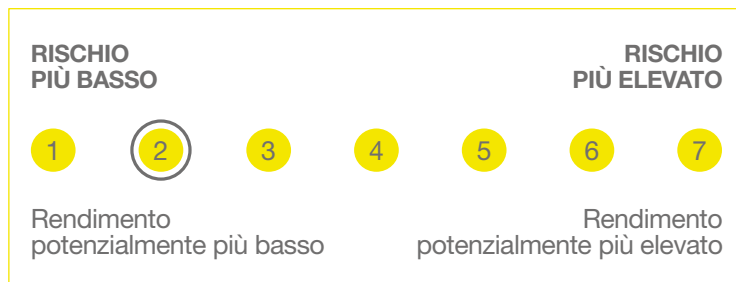 RISCHIO
PIÙ BASSO
RISCHIO
PIÙ ELEVATO
1 2 3 4 5 6 7
Rendimento
potenzialmente più basso
Rendimento
potenzialmente più elevato